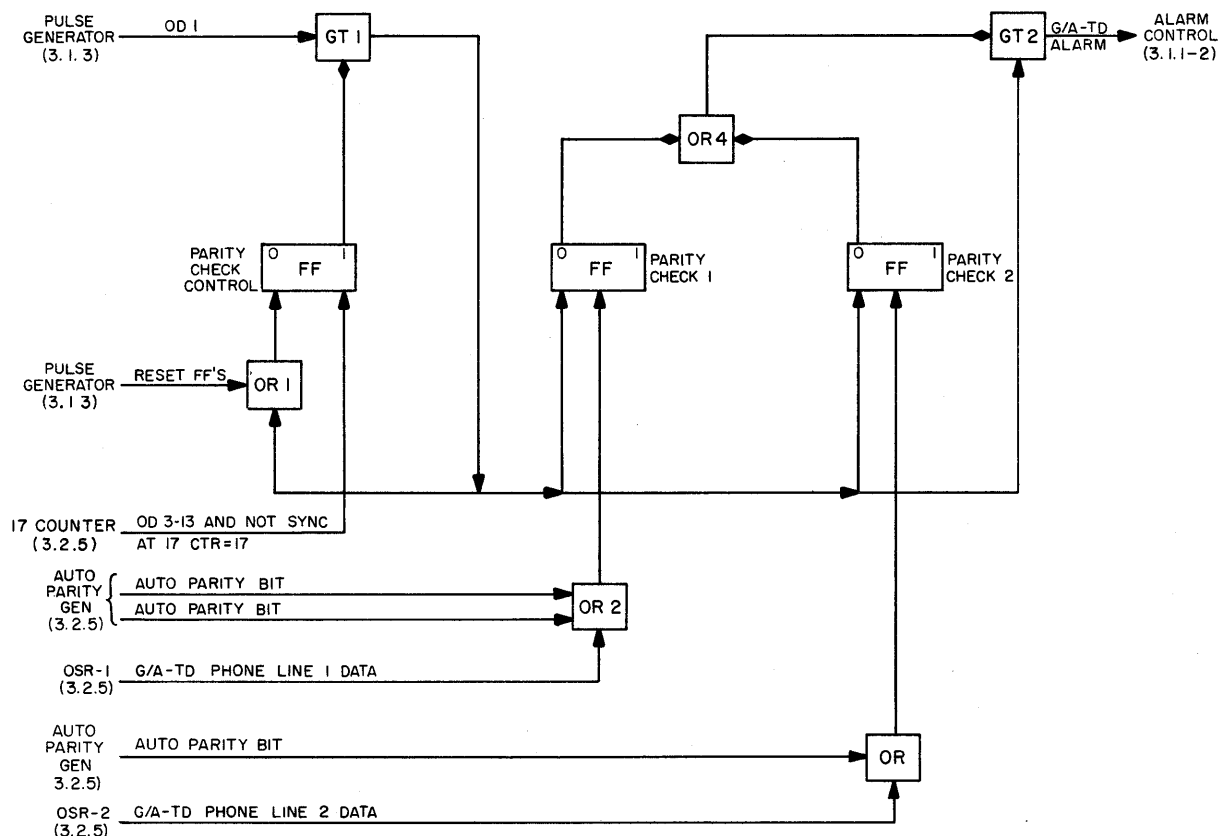 PULSE
GENERATOR
(3.1.3)
OD 1
GT 1
GT2
G/A-TD
ALARM
ALARM
CONTROL
(3.1.1-2)
OR 4
PARITY
CHECK
CONTROL
0 1
FF
0 1
FF
PARITY
CHECK 1
0 1
FF
PARITY
CHECK 2
PULSE
GENERATOR
(3.1 3)
RESET FF'S
OR 1
17 COUNTER
(3.2.5)
OD 3-13 AND NOT SYNC
AT 17 CTR=17
AUTO
PARITY
GEN
(3.2.5)
AUTO PARITY BIT
AUTO PARITY BIT
OR 2
OSR-1
(3.2.5)
G/A-TD PHONE LINE 1 DATA
AUTO
PARITY
GEN
3.2.5)
AUTO PARITY BIT
OR
OSR-2
(3.2.5)
G/A-TD PHONE LINE 2 DATA